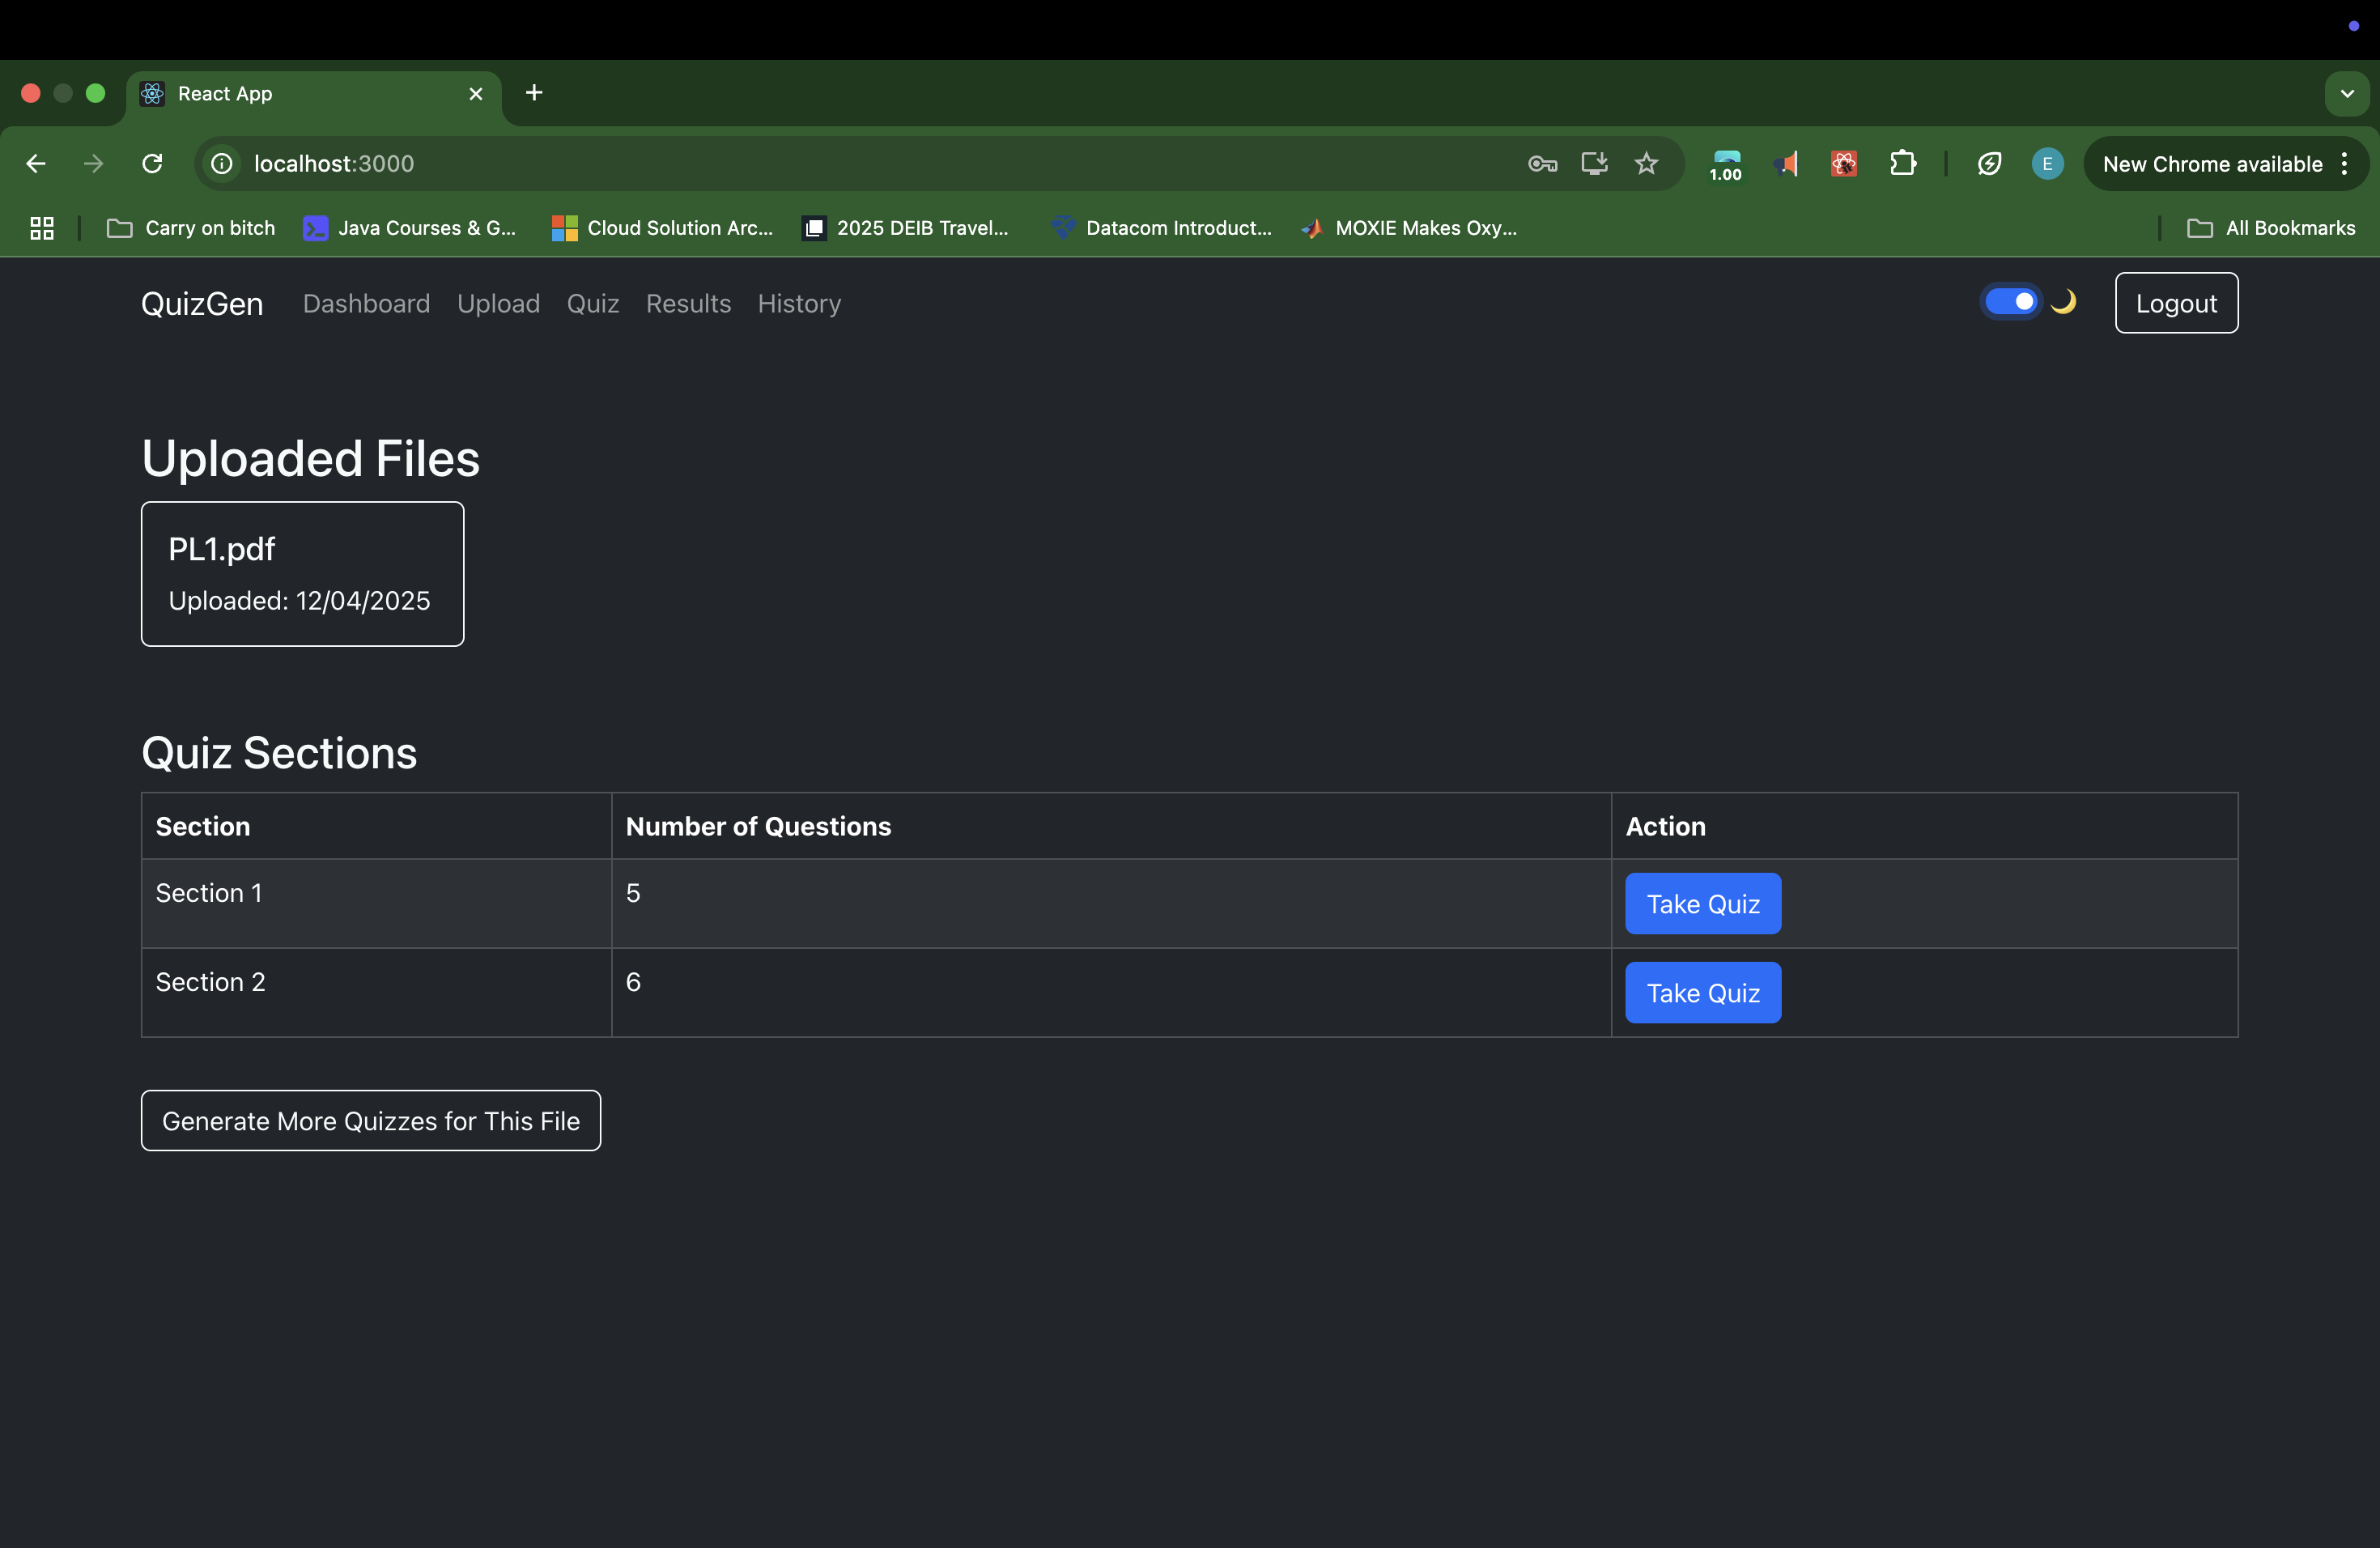 React App
localhost:3000
1.00
E
New Chrome available
Carry on bitch
Java Courses & G...
Cloud Solution Arc...
2025 DEIB Travel...
Datacom Introduct...
MOXIE Makes Oxy...
All Bookmarks
QuizGen Dashboard Upload Quiz Results History
Logout
Uploaded Files
PL1.pdf
Uploaded: 12/04/2025
Quiz Sections
Section Number of Questions Action
Section 1 5 Take Quiz
Section 2 6 Take Quiz
Generate More Quizzes for This File